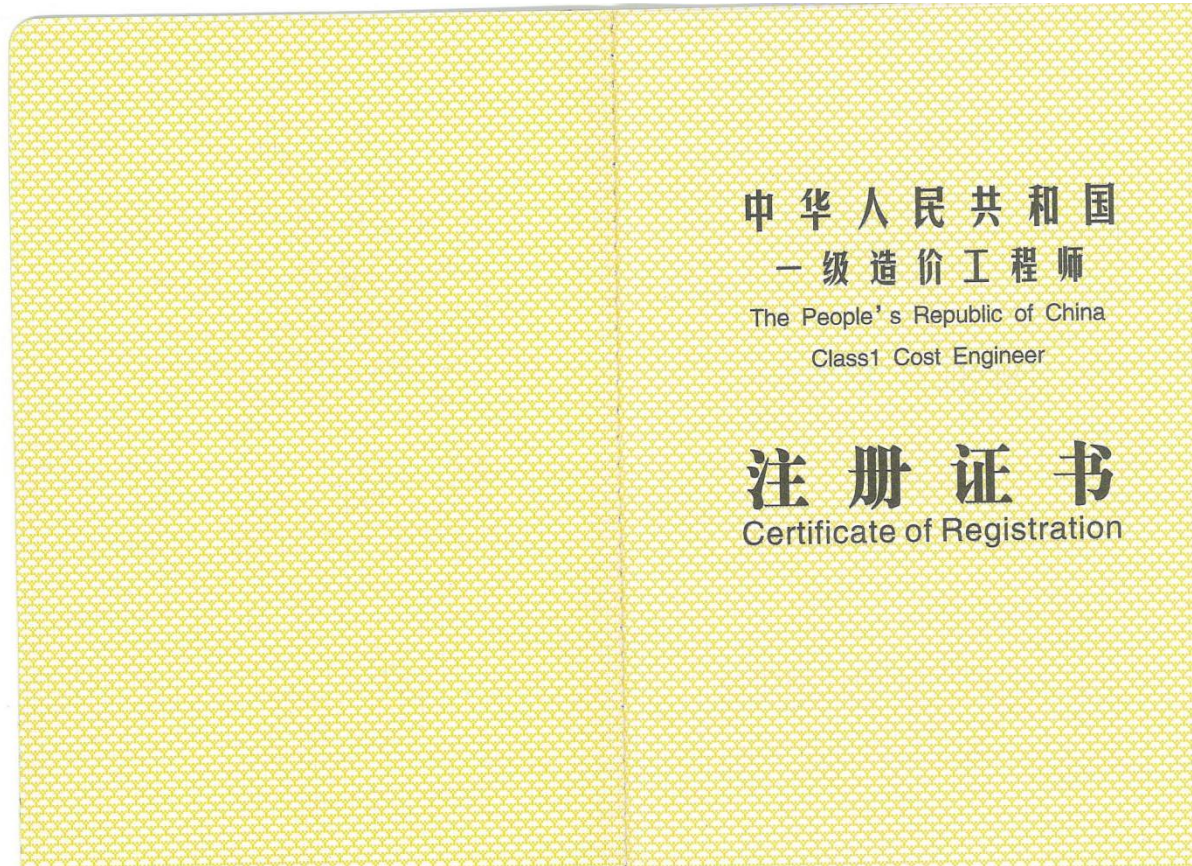 中华人民共和国
一级造价工程师
The People's Republic of China
Class1 Cost Engineer
注册证书
Certificate of Registration